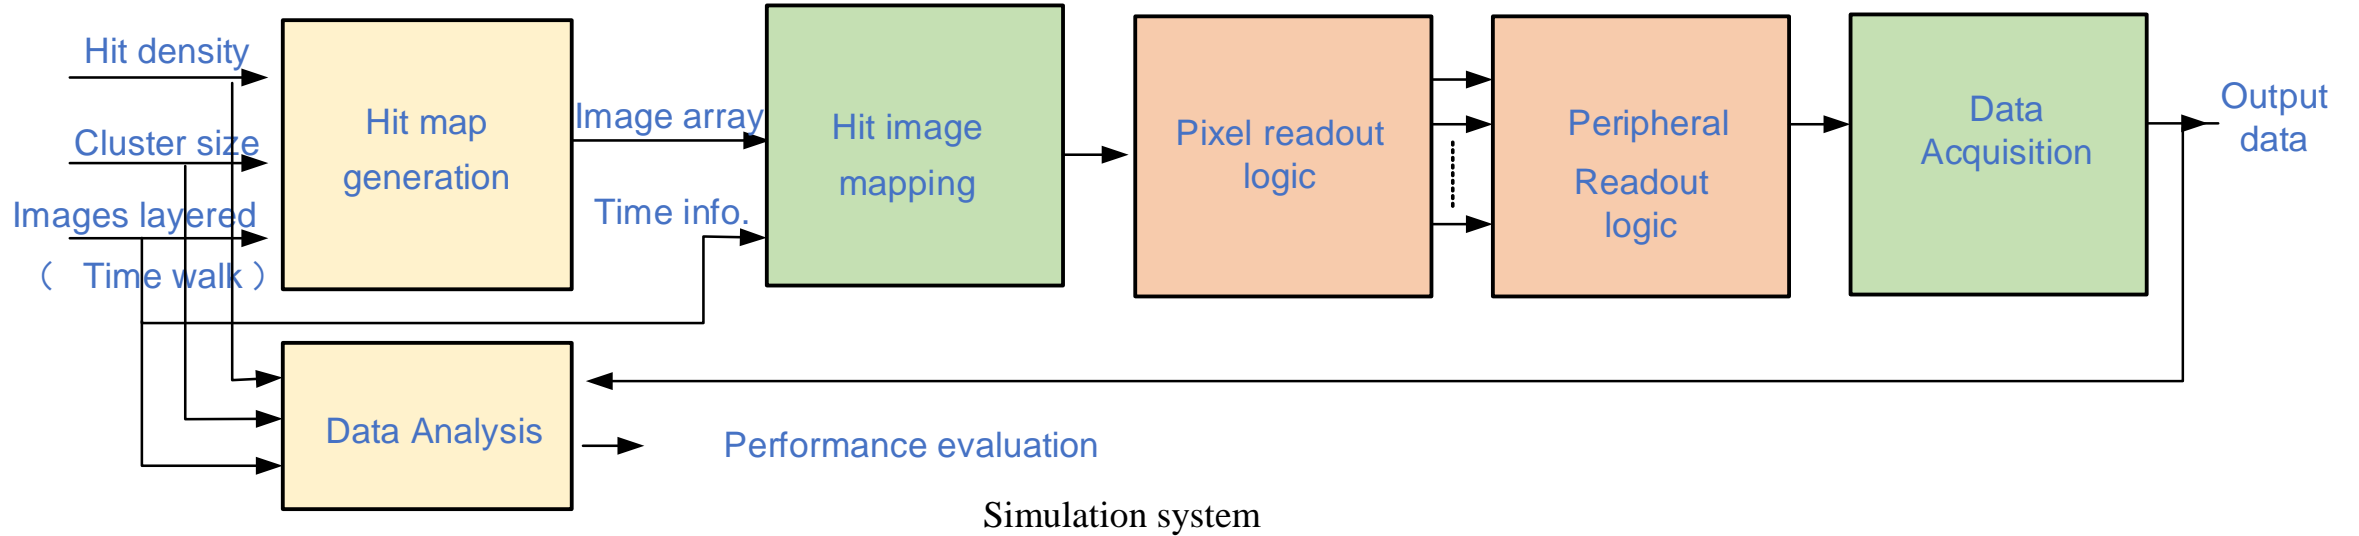 Hit density
Cluster size
Images layered
（ Time walk ）
Hit map
generation
Image array
Time info.
Hit image
mapping
Pixel readout
logic
Peripheral
Readout
logic
Data
Acquisition
Output
data
Data Analysis
Performance evaluation
Simulation system